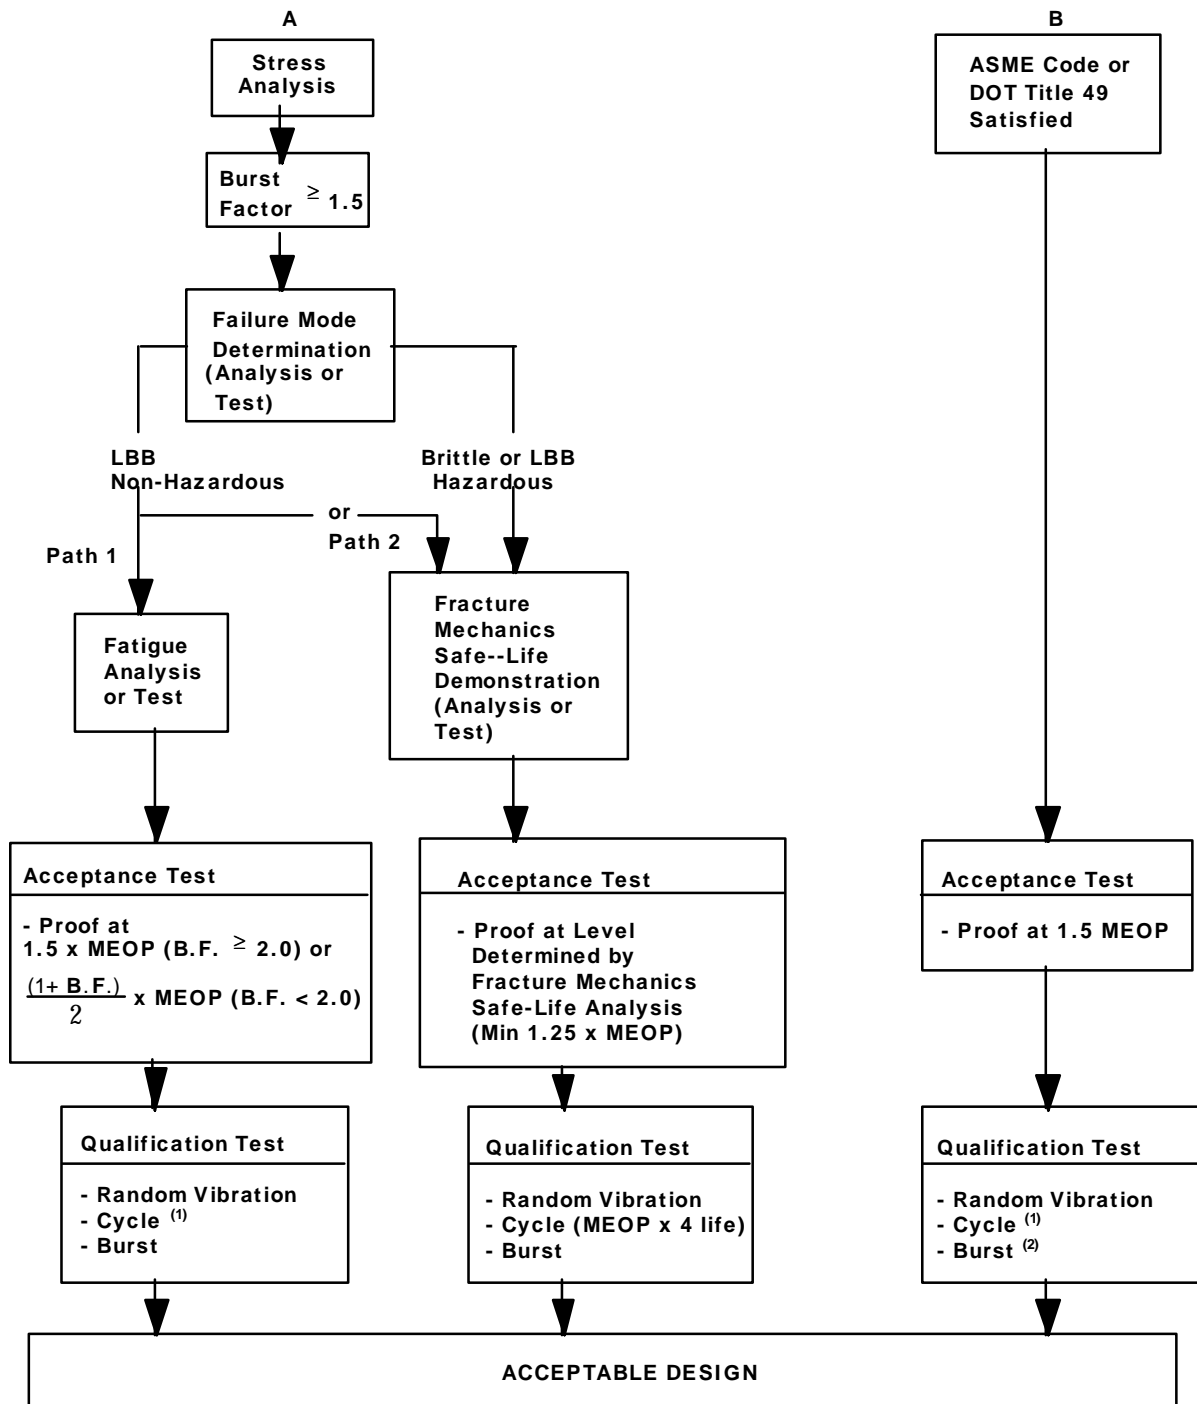 A
B
Stress
Analysis
ASME Code or
DOT Title 49
Satisfied
Burst
Factor ≥ 1.5
Failure Mode
Determination
(Analysis or
Test)
LBB
Non-Hazardous
Brittle or LBB
Hazardous
or
Path 2
Path 1
Fatigue
Analysis
or Test
Fracture
Mechanics
Safe--Life
Demonstration
(Analysis or
Test)
Acceptance Test
- Proof at
1.5 x MEOP (B.F. ≥ 2.0) or
(1+ B.F.)
2
x MEOP (B.F. < 2.0)
Acceptance Test
- Proof at Level
Determined by
Fracture Mechanics
Safe-Life Analysis
(Min 1.25 x MEOP)
Acceptance Test
- Proof at 1.5 MEOP
Qualification Test
- Random Vibration
- Cycle (1)
- Burst
Qualification Test
- Random Vibration
- Cycle (MEOP x 4 life)
- Burst
Qualification Test
- Random Vibration
- Cycle (1)
- Burst (2)
ACCEPTABLE DESIGN